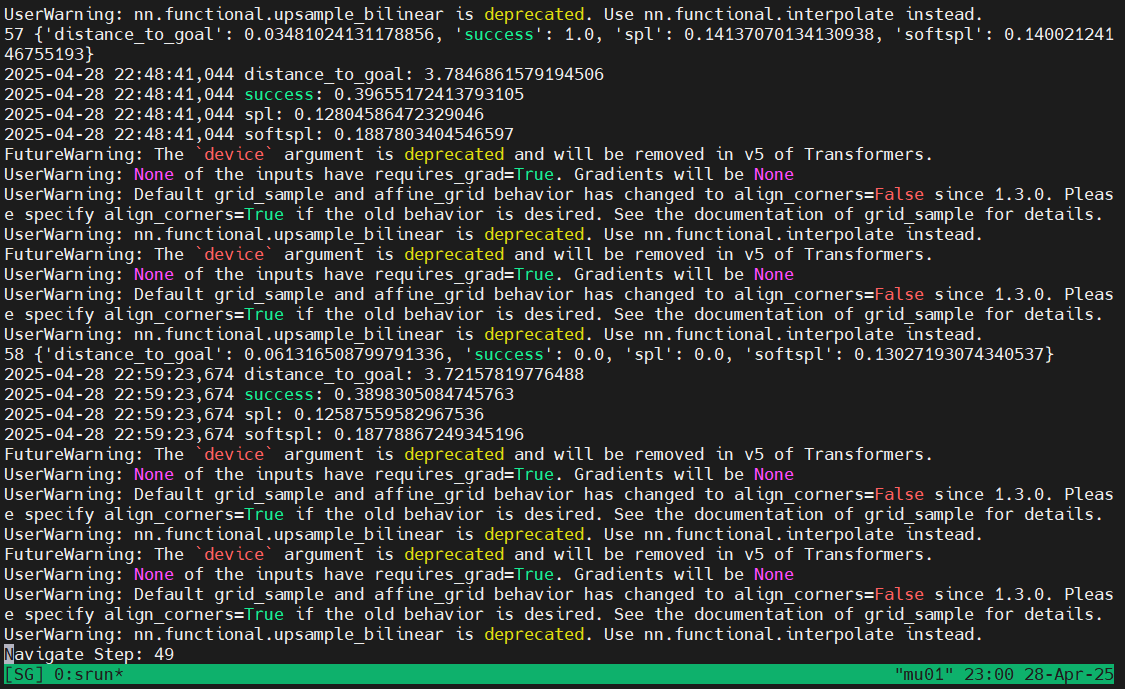 UserWarning: nn.functional.upsample_bilinear is deprecated. Use nn.functional.interpolate instead.
57 {'distance_to_goal': 0.03481024131178856, 'success': 1.0, 'spl': 0.14137070134130938, 'softspl': 0.140021241
46755193}
2025-04-28 22:48:41,044 distance_to_goal: 3.7846861579194506
2025-04-28 22:48:41,044 success: 0.39655172413793105
2025-04-28 22:48:41,044 spl: 0.12804586472329046
2025-04-28 22:48:41,044 softspl: 0.1887803404546597
FutureWarning: The `device` argument is deprecated and will be removed in v5 of Transformers.
UserWarning: None of the inputs have requires_grad=True. Gradients will be None
UserWarning: Default grid_sample and affine_grid behavior has changed to align_corners=False since 1.3.0. Pleas
e specify align_corners=True if the old behavior is desired. See the documentation of grid_sample for details.
UserWarning: nn.functional.upsample_bilinear is deprecated. Use nn.functional.interpolate instead.
FutureWarning: The `device` argument is deprecated and will be removed in v5 of Transformers.
UserWarning: None of the inputs have requires_grad=True. Gradients will be None
UserWarning: Default grid_sample and affine_grid behavior has changed to align_corners=False since 1.3.0. Pleas
e specify align_corners=True if the old behavior is desired. See the documentation of grid_sample for details.
UserWarning: nn.functional.upsample_bilinear is deprecated. Use nn.functional.interpolate instead.
58 {'distance_to_goal': 0.061316508799791336, 'success': 0.0, 'spl': 0.0, 'softspl': 0.13027193074340537}
2025-04-28 22:59:23,674 distance_to_goal: 3.72157819776488
2025-04-28 22:59:23,674 success: 0.3898305084745763
2025-04-28 22:59:23,674 spl: 0.12587559582967536
2025-04-28 22:59:23,674 softspl: 0.18778867249345196
FutureWarning: The `device` argument is deprecated and will be removed in v5 of Transformers.
UserWarning: None of the inputs have requires_grad=True. Gradients will be None
UserWarning: Default grid_sample and affine_grid behavior has changed to align_corners=False since 1.3.0. Pleas
e specify align_corners=True if the old behavior is desired. See the documentation of grid_sample for details.
UserWarning: nn.functional.upsample_bilinear is deprecated. Use nn.functional.interpolate instead.
FutureWarning: The `device` argument is deprecated and will be removed in v5 of Transformers.
UserWarning: None of the inputs have requires_grad=True. Gradients will be None
UserWarning: Default grid_sample and affine_grid behavior has changed to align_corners=False since 1.3.0. Pleas
e specify align_corners=True if the old behavior is desired. See the documentation of grid_sample for details.
UserWarning: nn.functional.upsample_bilinear is deprecated. Use nn.functional.interpolate instead.
Navigate Step: 49
[SG] 0:srun* "mu01" 23:00 28-Apr-25